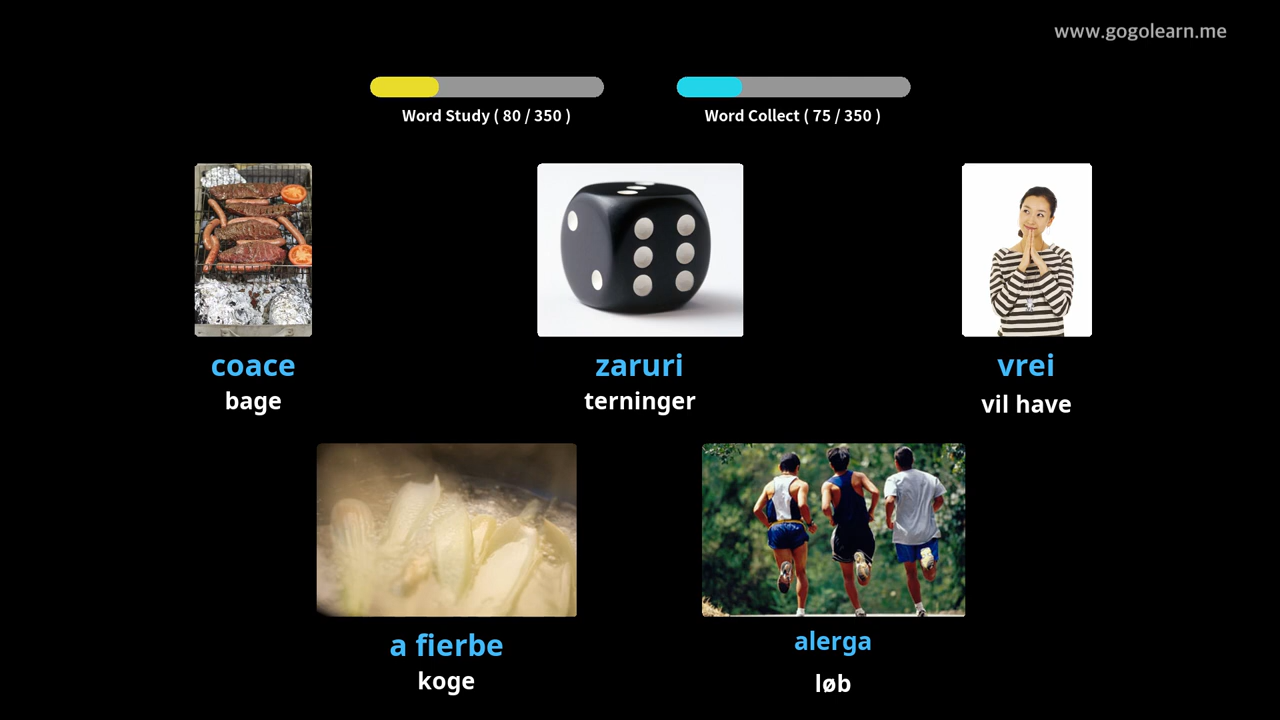 www.gogolearn.me
Word Study ( 80 / 350 )
Word Collect ( 75 / 350 )
coace
bage
zaruri
terninger
vrei
vil have
a fierbe
koge
alerga
løb